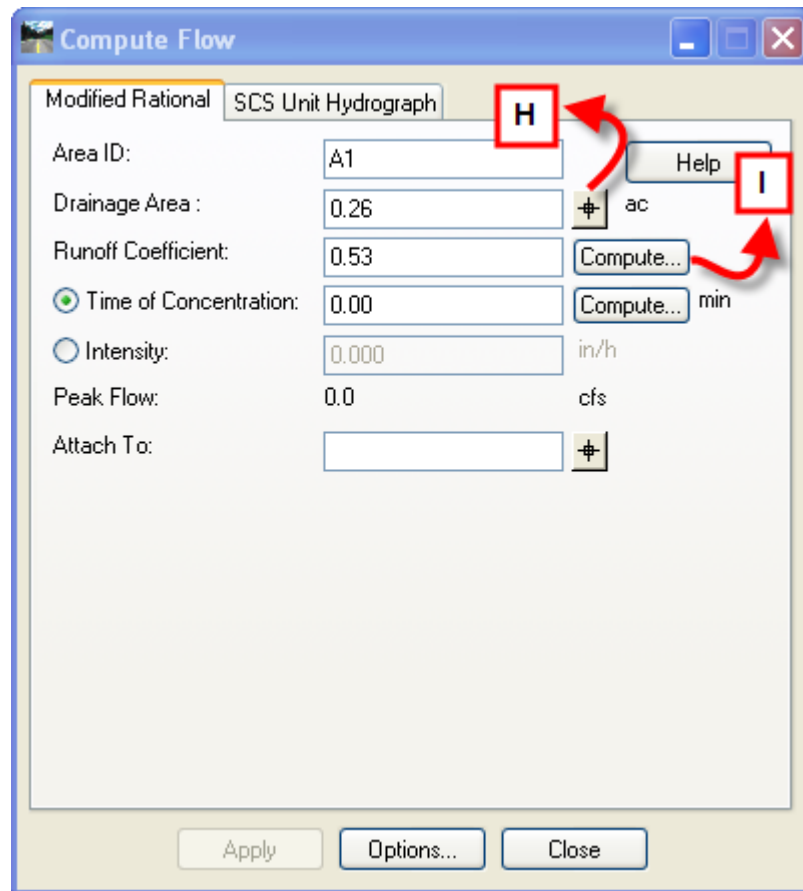 Compute Flow
Modified Rational SCS Unit Hydrograph H
Area ID: A1 Help I
Drainage Area : 0.26 ac
Runoff Coefficient: 0.53 Compute...
Time of Concentration: 0.00 Compute... min
Intensity: 0.000 in/h
Peak Flow: 0.0 cfs
Attach To:
Apply Options... Close